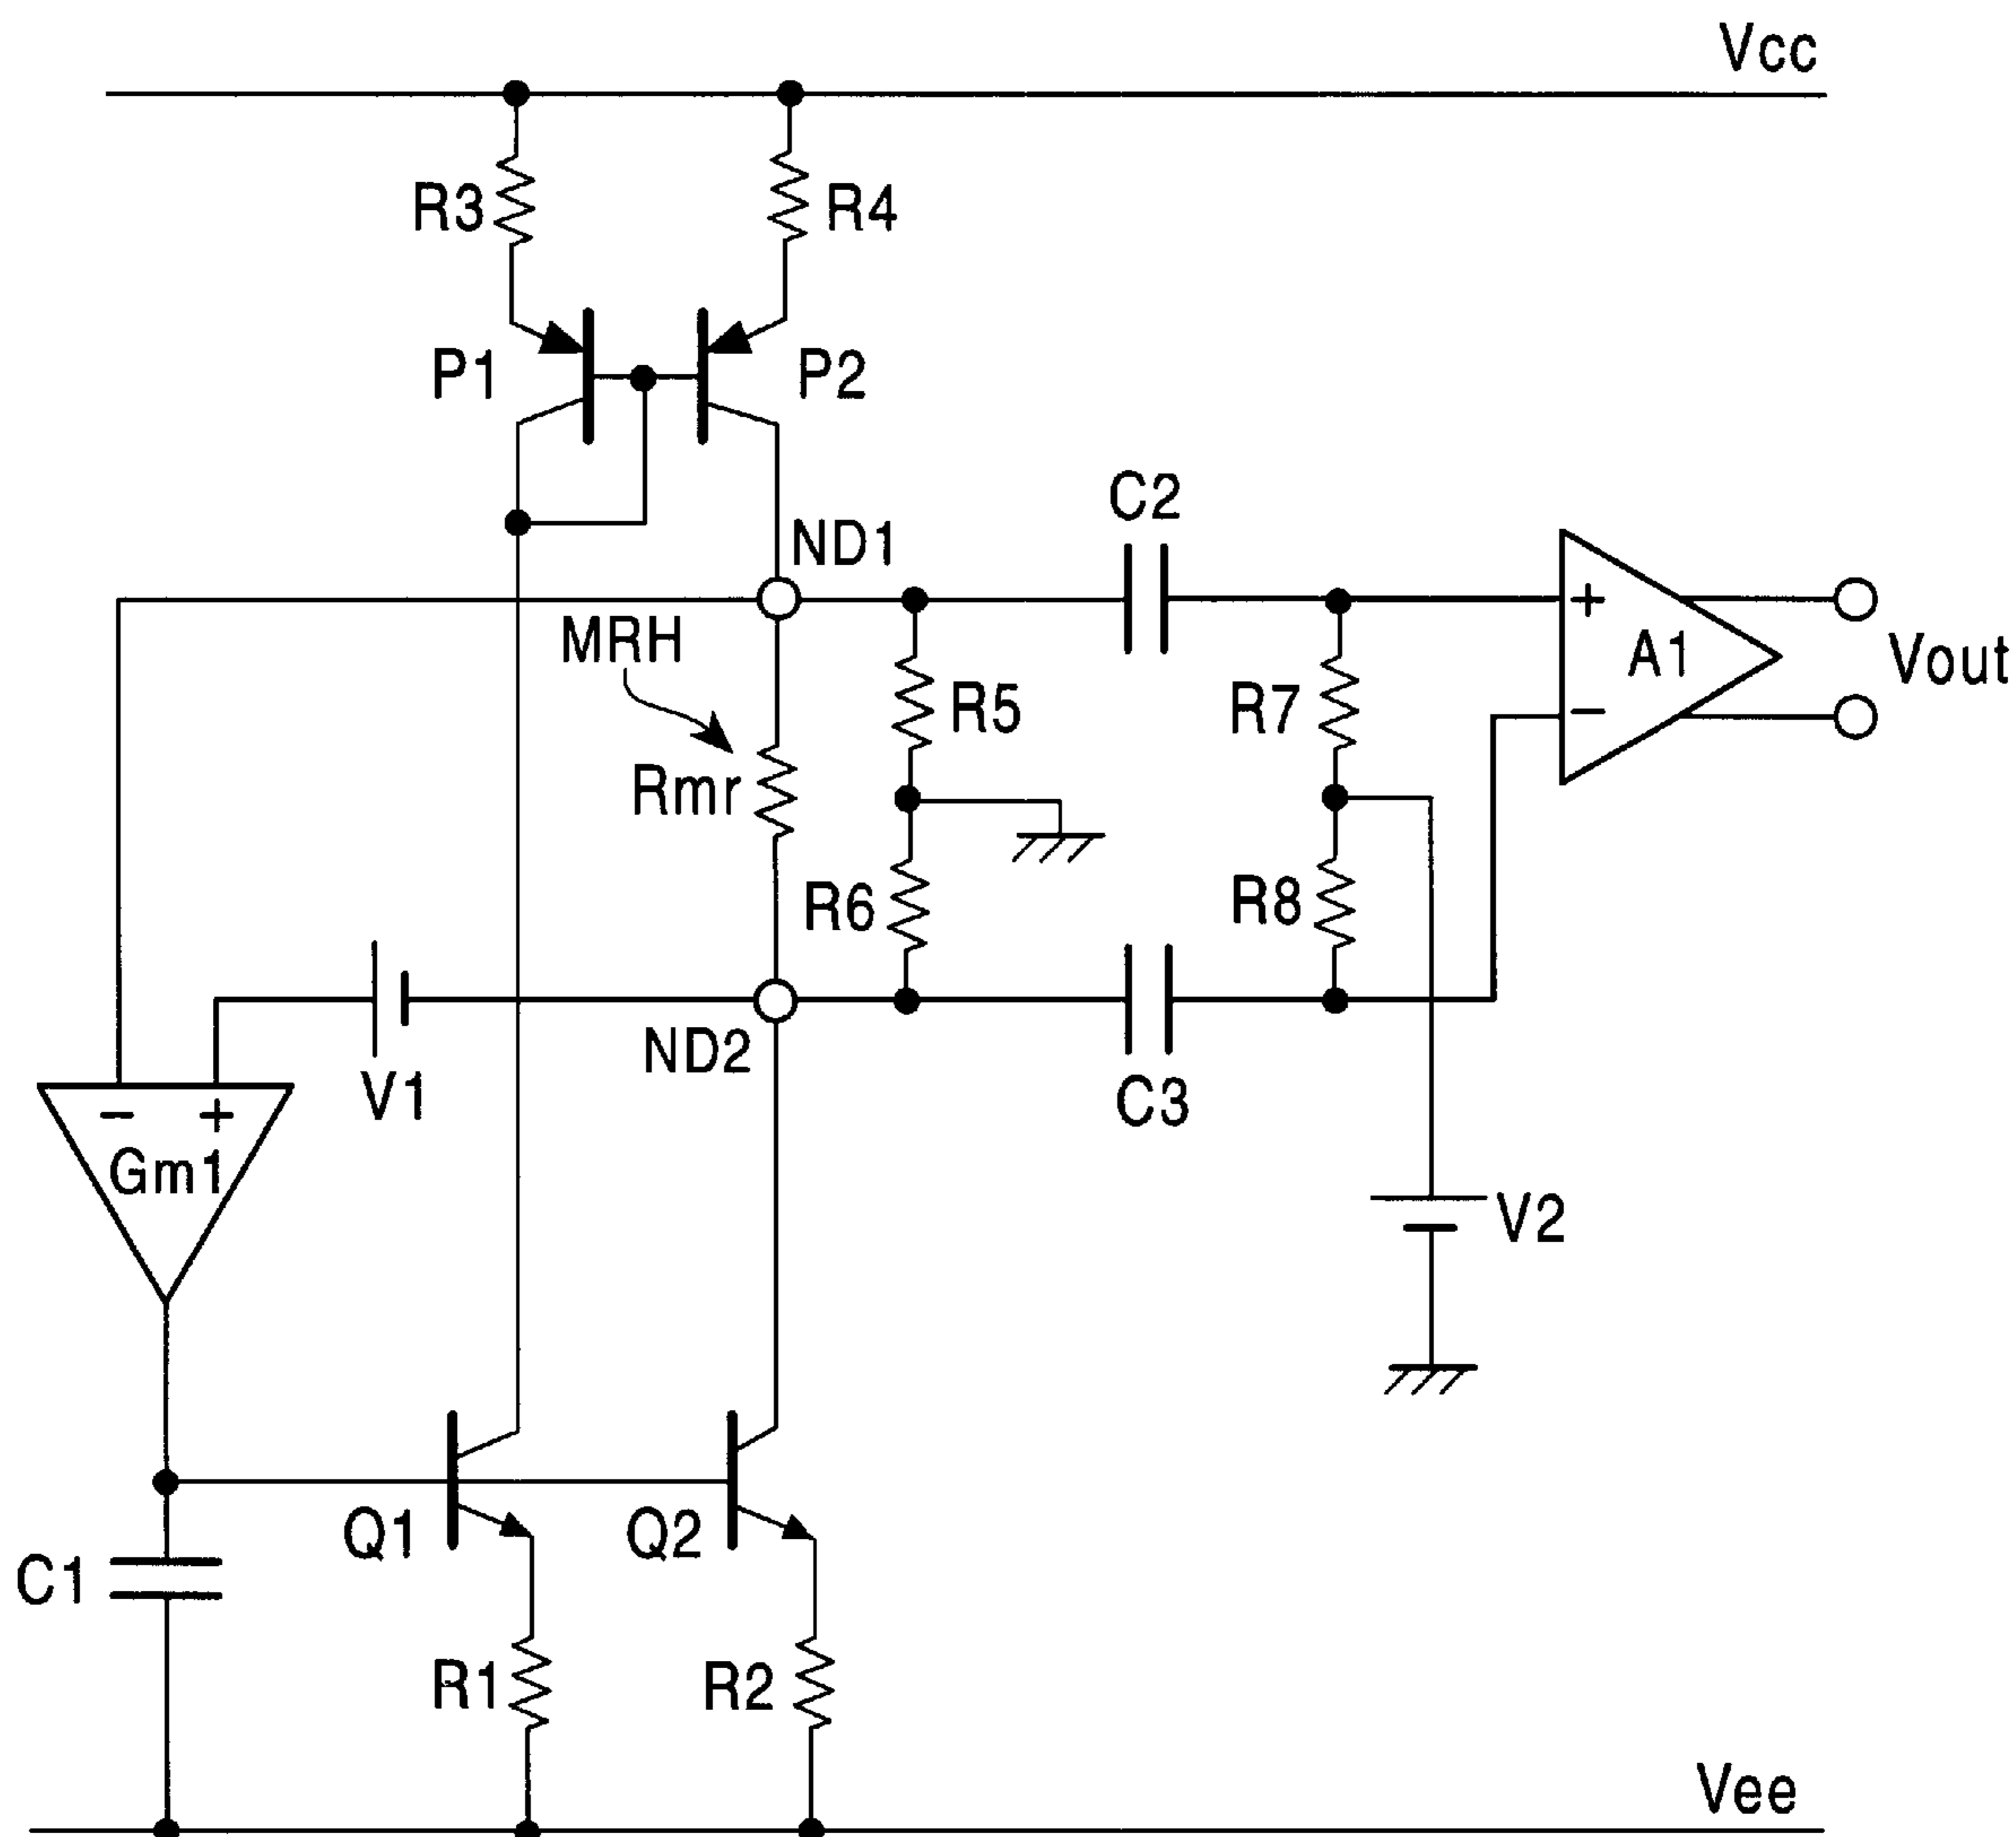 Vcc
R3
R4
P1
P2
C2
ND1
MRH
+
A1
Vout
R5
R7
−
Rmr
R6
R8
ND2
V1
C3
− +
Gm1
V2
Q1
Q2
C1
R1
R2
Vee